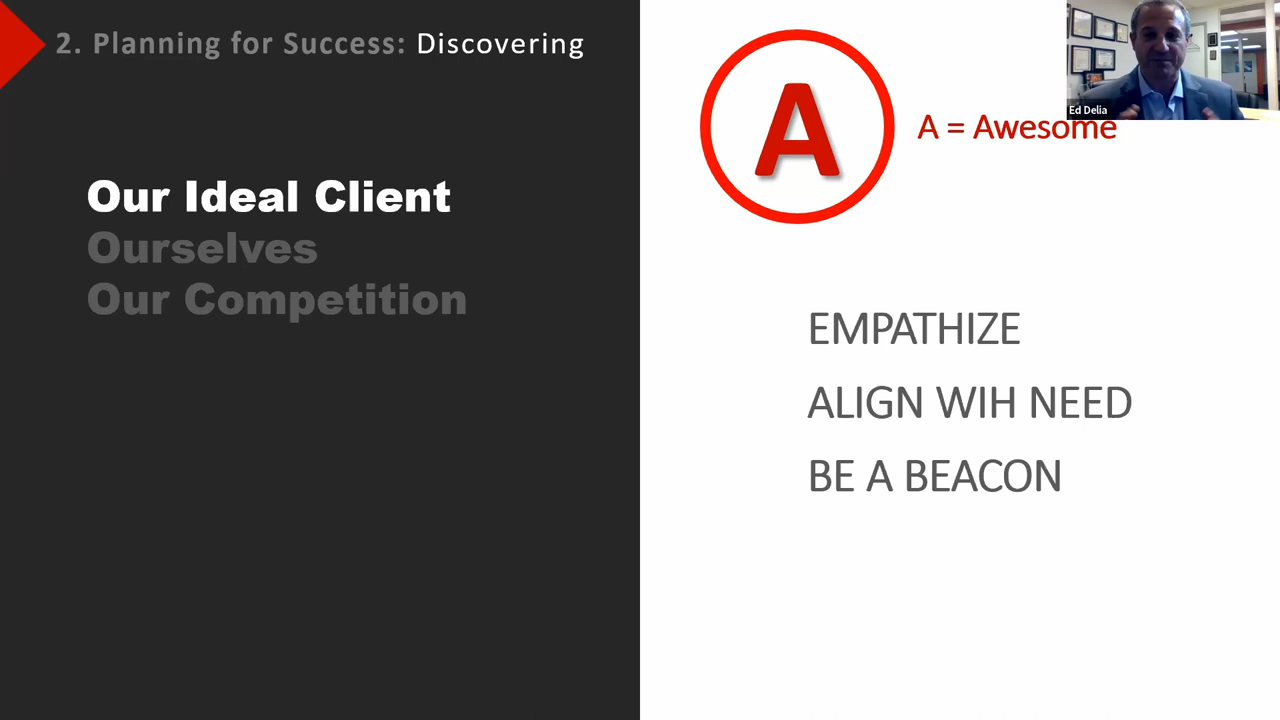 2. Planning for Success: Discovering
Our Ideal Client
Ourselves
Our Competition
A
A = Awesome
Ed Delia
EMPATHIZE
ALIGN WIH NEED
BE A BEACON